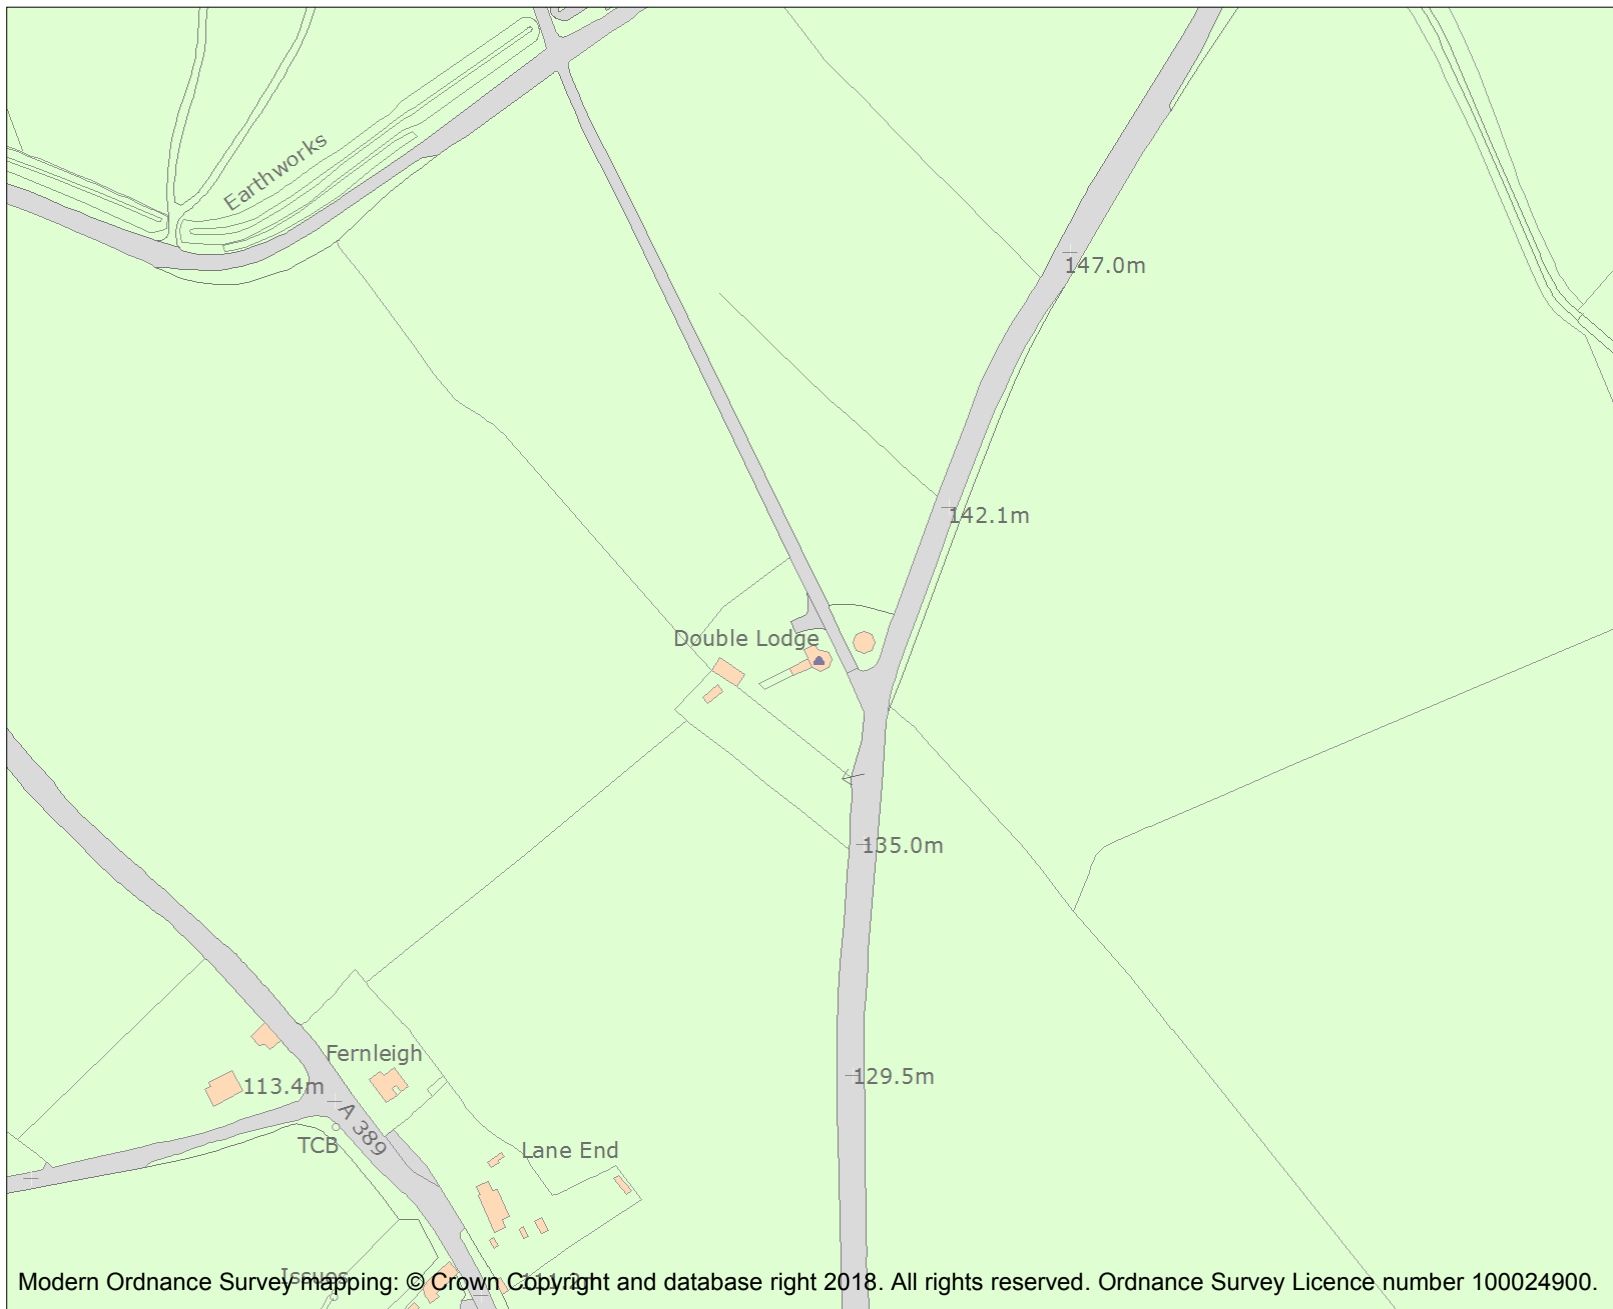 Earthworks
147.0m
142.1m
Double Lodge
135.0m
Fernleigh
129.5m
113.4m
A 389
TCB
Lane End
Issues
Modern Ordnance Survey mapping: © Crown Copyright and database right 2018. All rights reserved. Ordnance Survey Licence number 100024900.